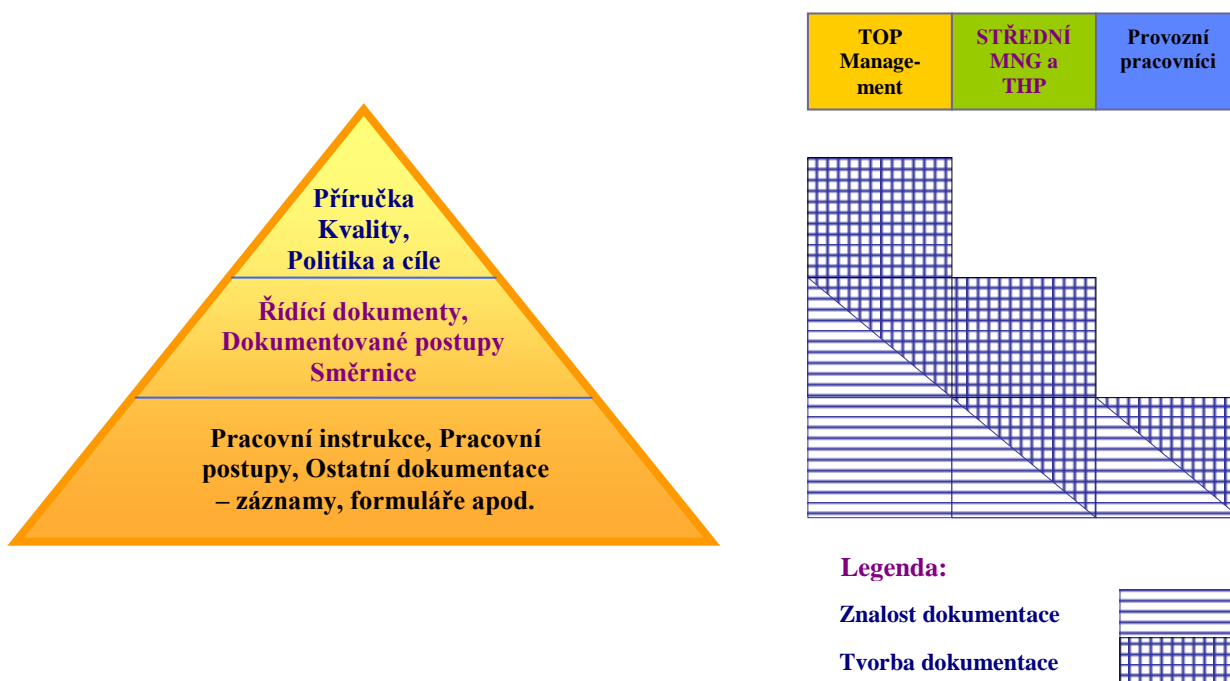 TOP
Manage-
ment
STŘEDNÍ
MNG a
THP
Provozní
pracovníci
Příručka
Kvality,
Politika a cíle
Řídící dokumenty,
Dokumentované postupy
Směrnice
Pracovní instrukce, Pracovní
postupy, Ostatní dokumentace
– záznamy, formuláře apod.
Legenda:
Znalost dokumentace
Tvorba dokumentace